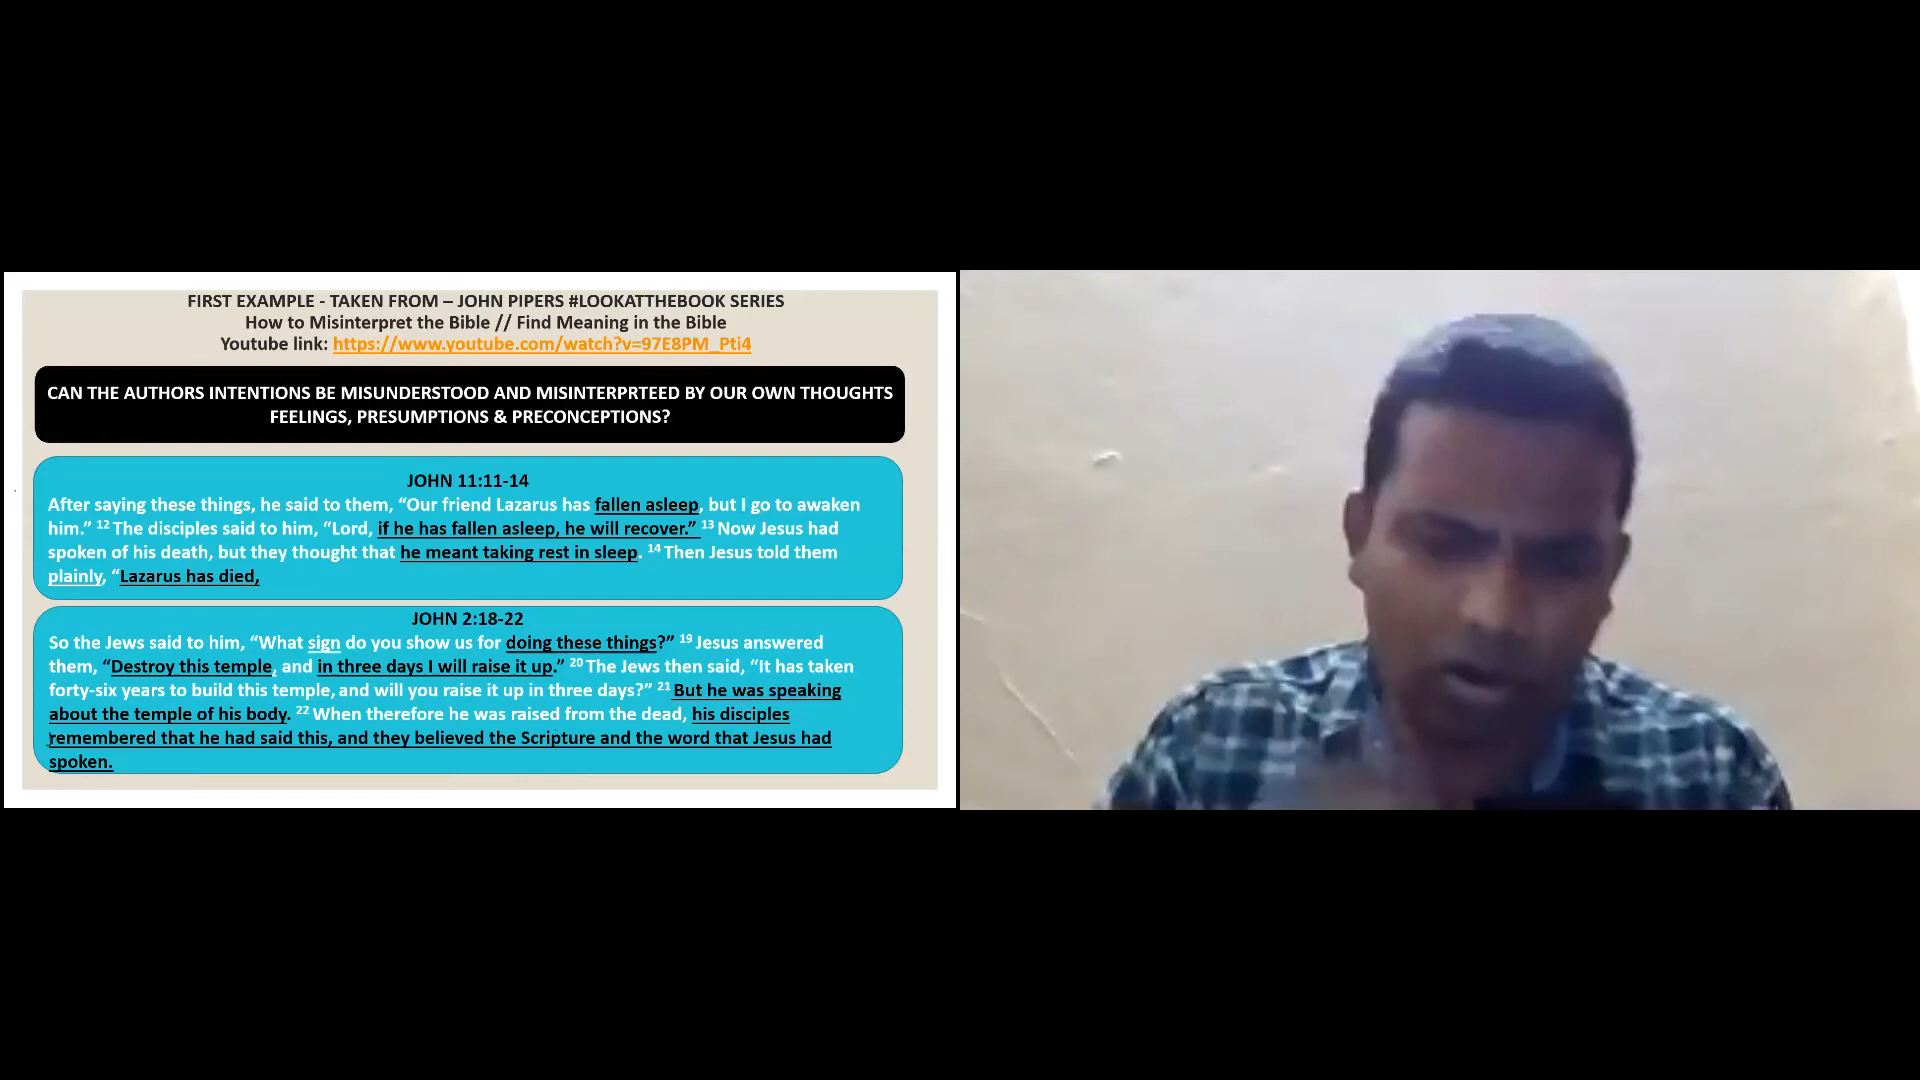 FIRST EXAMPLE - TAKEN FROM – JOHN PIPERS #LOOKATTHEBOOK SERIES
How to Misinterpret the Bible // Find Meaning in the Bible
Youtube link: https://www.youtube.com/watch?v=97E8PM_Pti4
CAN THE AUTHORS INTENTIONS BE MISUNDERSTOOD AND MISINTERPRTEED BY OUR OWN THOUGHTS
FEELINGS, PRESUMPTIONS & PRECONCEPTIONS?
JOHN 11:11-14
After saying these things, he said to them, “Our friend Lazarus has fallen asleep, but I go to awaken
him.” 12 The disciples said to him, “Lord, if he has fallen asleep, he will recover.” 13 Now Jesus had
spoken of his death, but they thought that he meant taking rest in sleep. 14 Then Jesus told them
plainly, “Lazarus has died,
JOHN 2:18-22
So the Jews said to him, “What sign do you show us for doing these things?” 19 Jesus answered
them, “Destroy this temple, and in three days I will raise it up.” 20 The Jews then said, “It has taken
forty-six years to build this temple, and will you raise it up in three days?” 21 But he was speaking
about the temple of his body. 22 When therefore he was raised from the dead, his disciples
remembered that he had said this, and they believed the Scripture and the word that Jesus had
spoken.